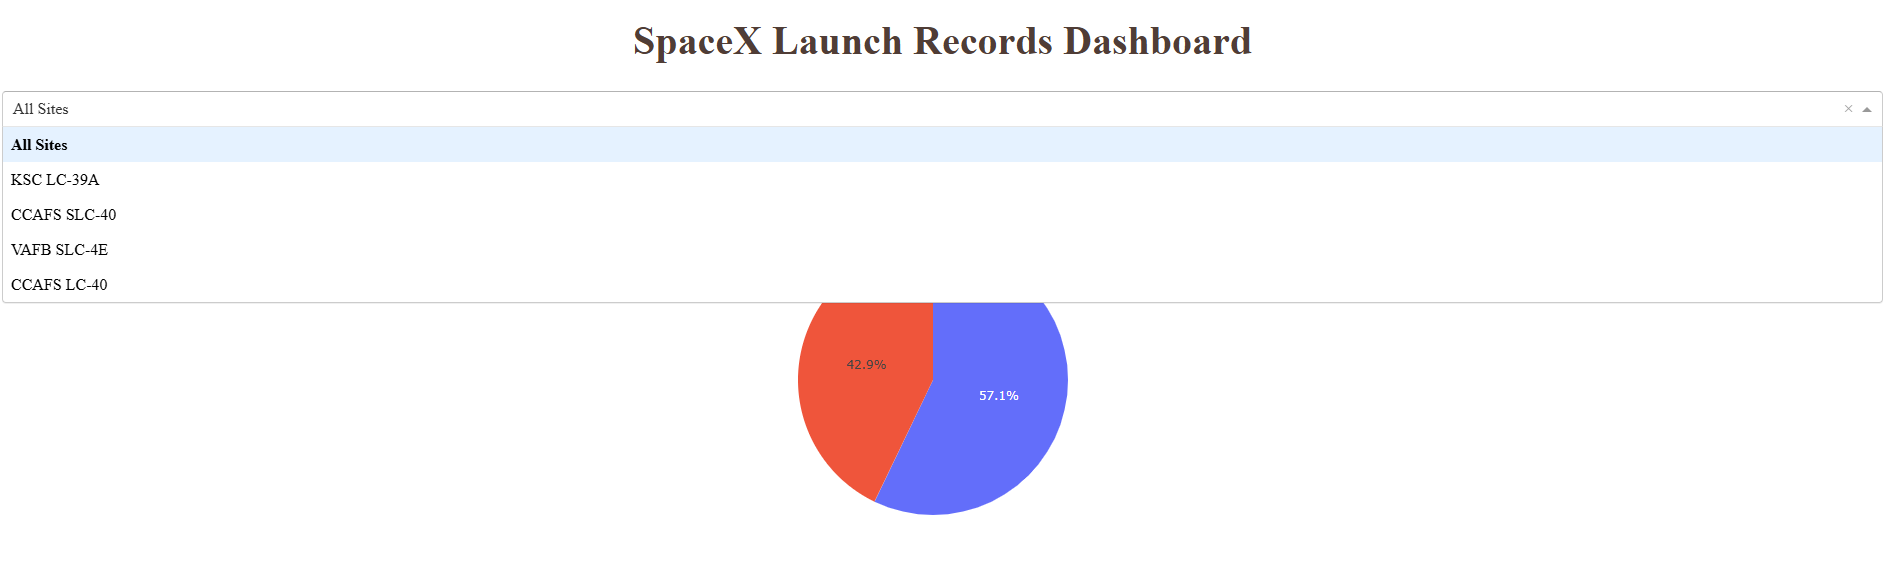 SpaceX Launch Records Dashboard
All Sites ×
All Sites
KSC LC-39A
CCAFS SLC-40
VAFB SLC-4E
CCAFS LC-40
42.9%
57.1%